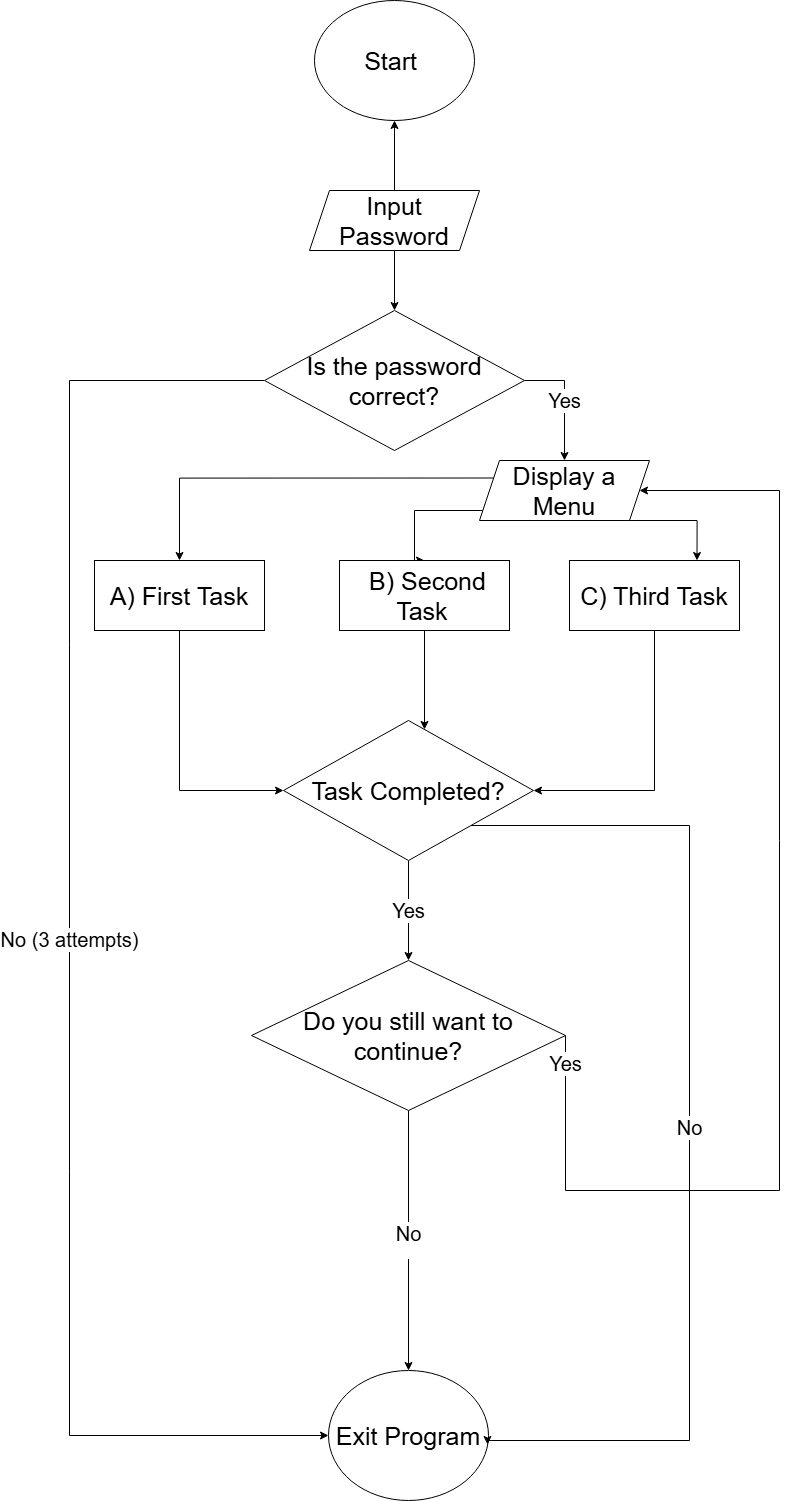 Start
Input
Password
Is the password
correct?
Yes
Display a
Menu
A) First Task
B) Second
Task
C) Third Task
Task Completed?
Yes
No (3 attempts)
Do you still want to
continue?
Yes
No
No
Exit Program